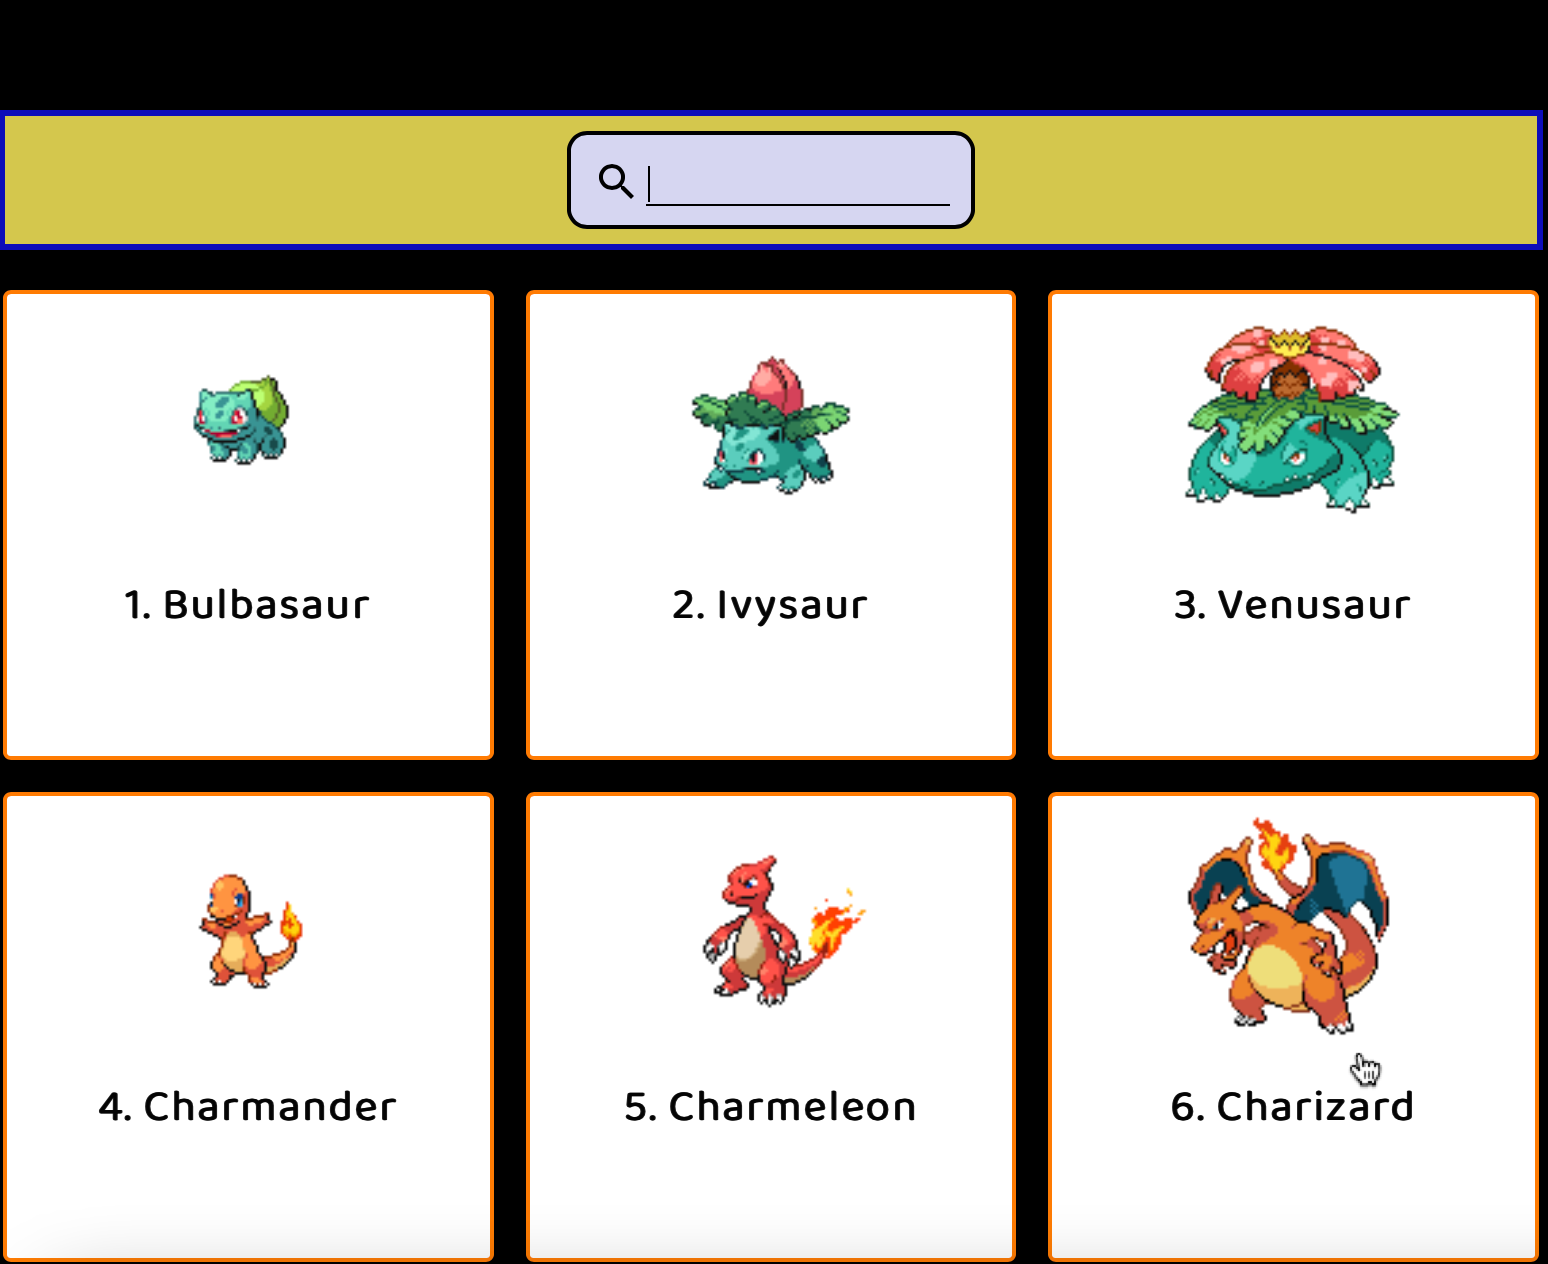 1. Bulbasaur
2. Ivysaur
3. Venusaur
4. Charmander
5. Charmeleon
6. Charizard